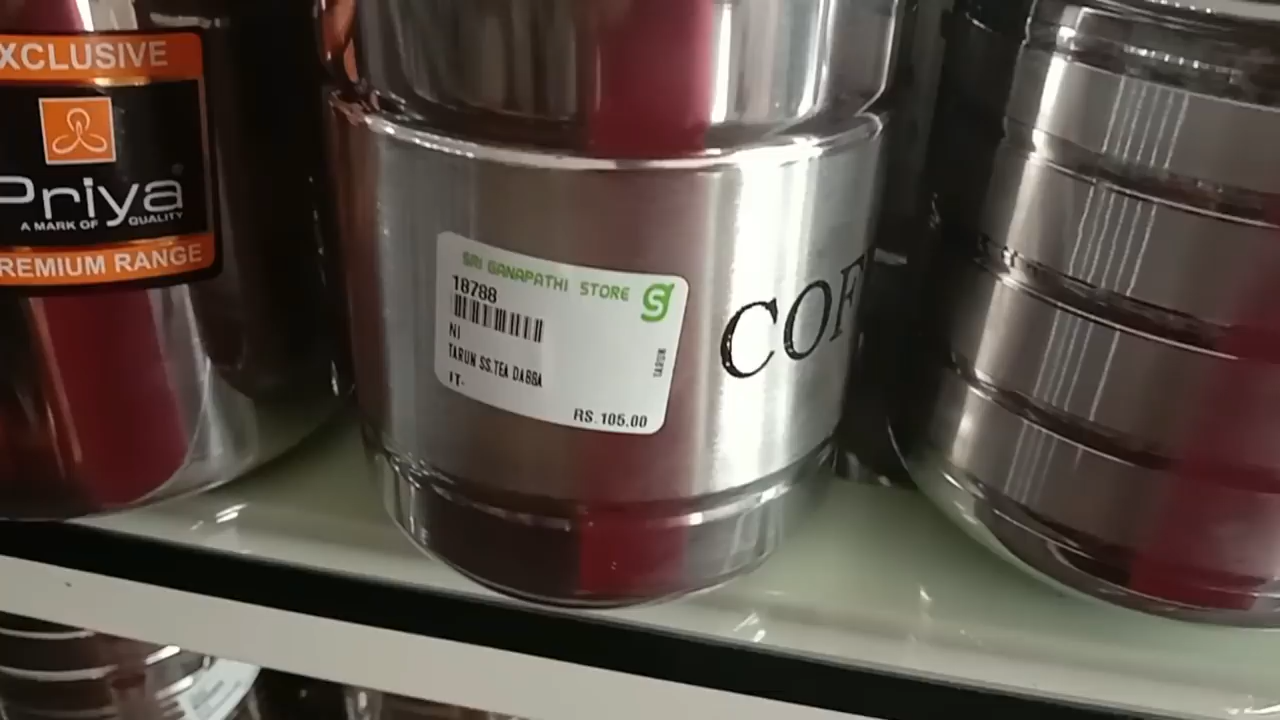 XCLUSIVE
Priya
A MARK OF QUALITY
REMIUM RANGE
SRI GANAPATHI STORE
18788
NI
TARUN SS.TEA DABBA
IT-
RS.105.00
TARUN
COF